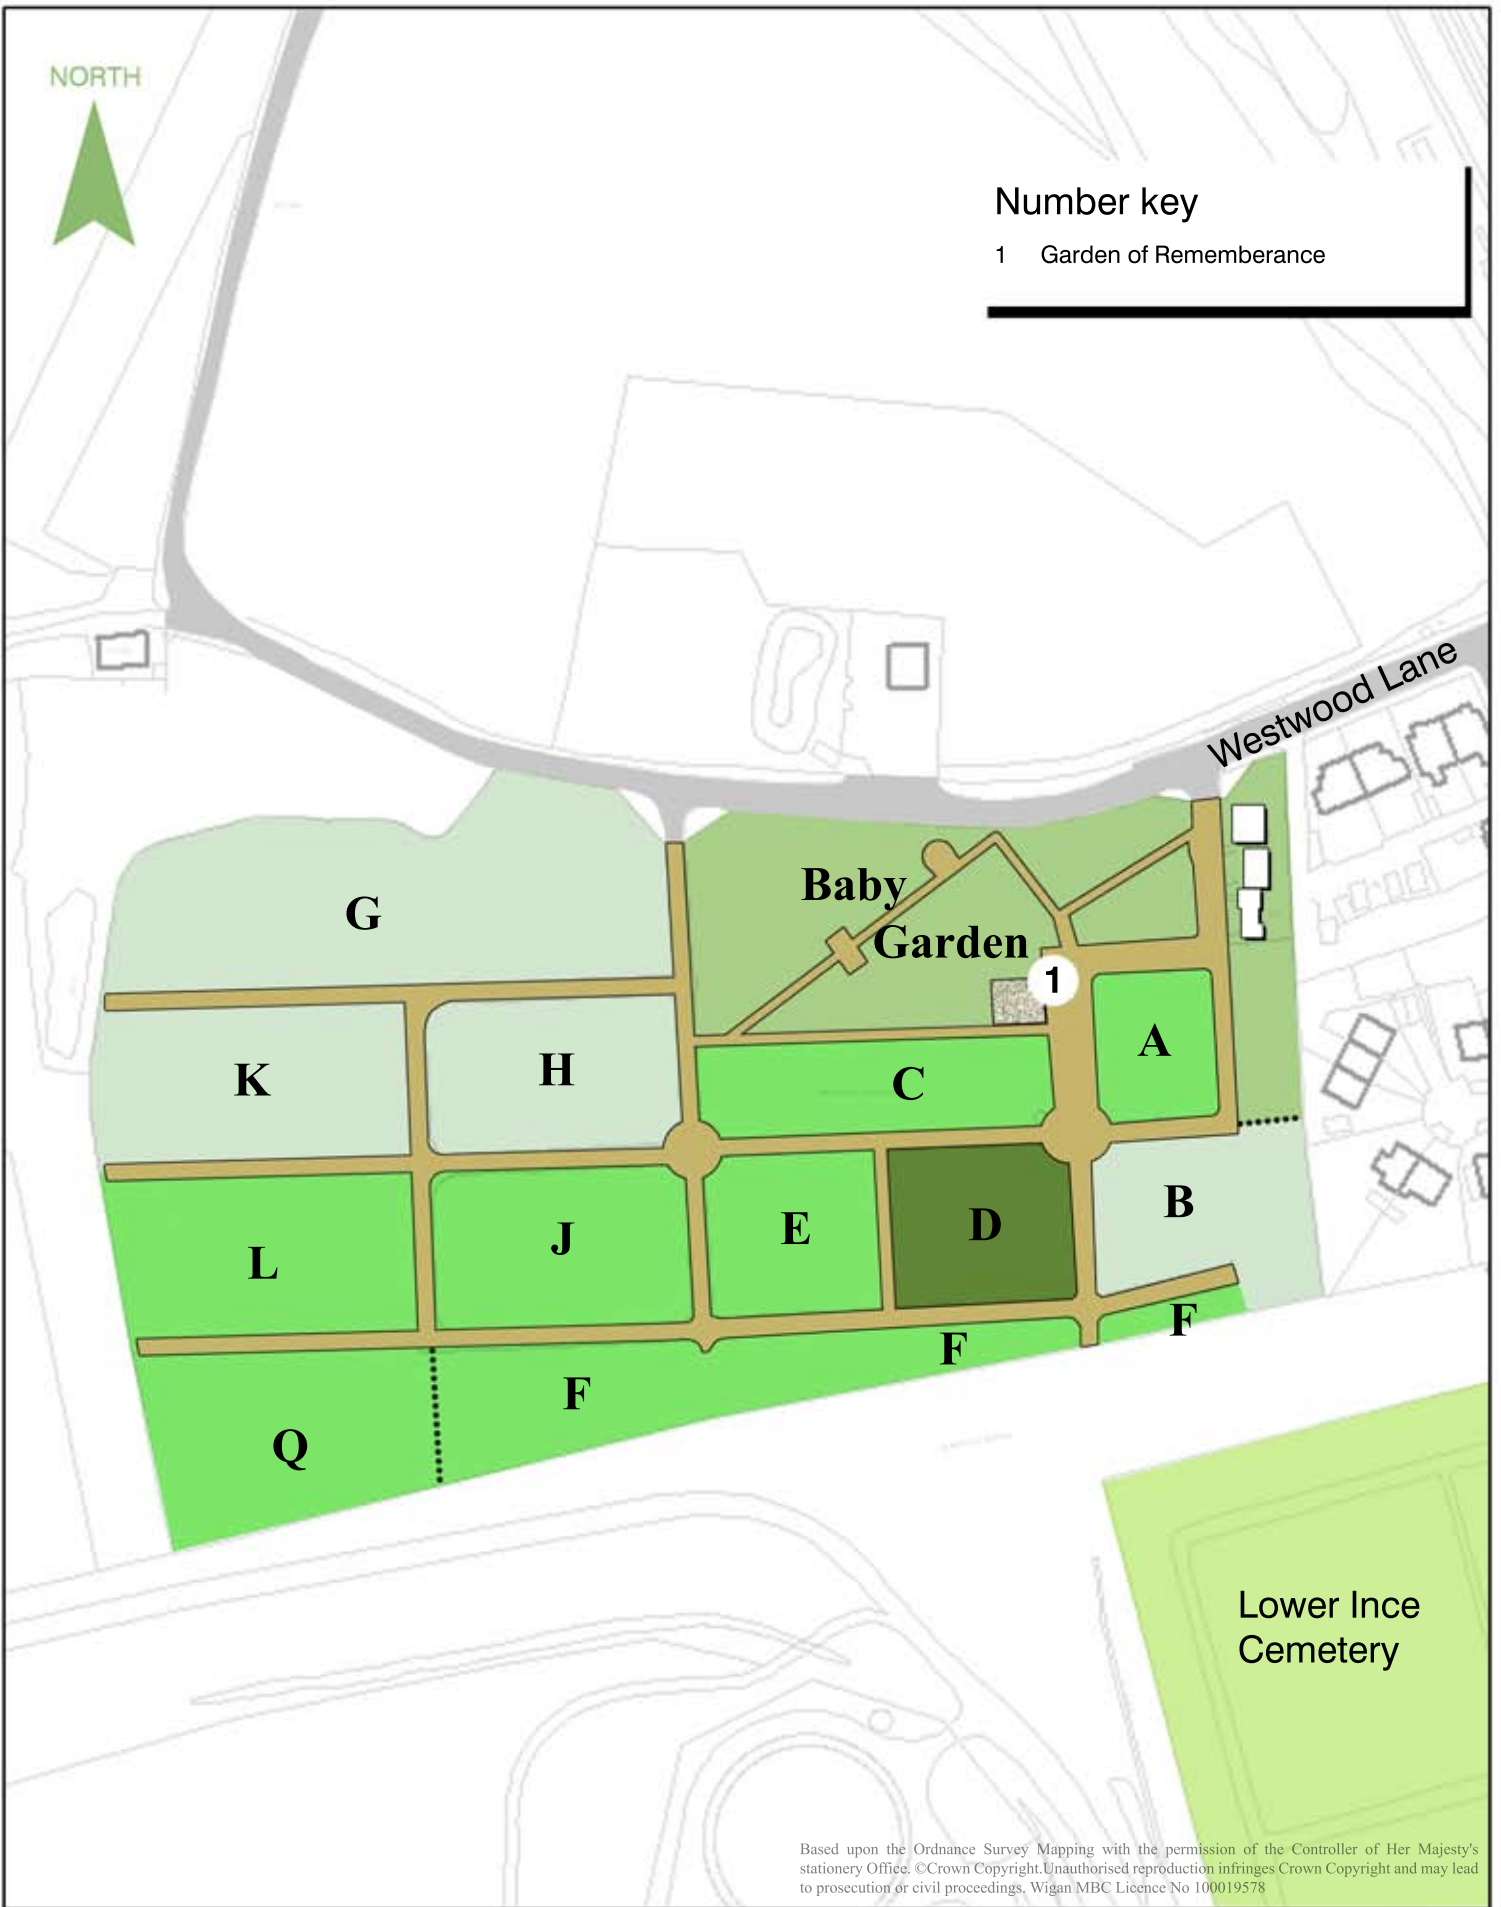 NORTH
Number key
1 Garden of Rememberance
Westwood Lane
Baby
Garden
G
1
A
K
H
C
B
L
J
E
D
F
F
F
Q
Lower Ince
Cemetery
Based upon the Ordnance Survey Mapping with the permission of the Controller of Her Majesty's
stationery Office. ©Crown Copyright.Unauthorised reproduction infringes Crown Copyright and may lead
to prosecution or civil proceedings. Wigan MBC Licence No 100019578